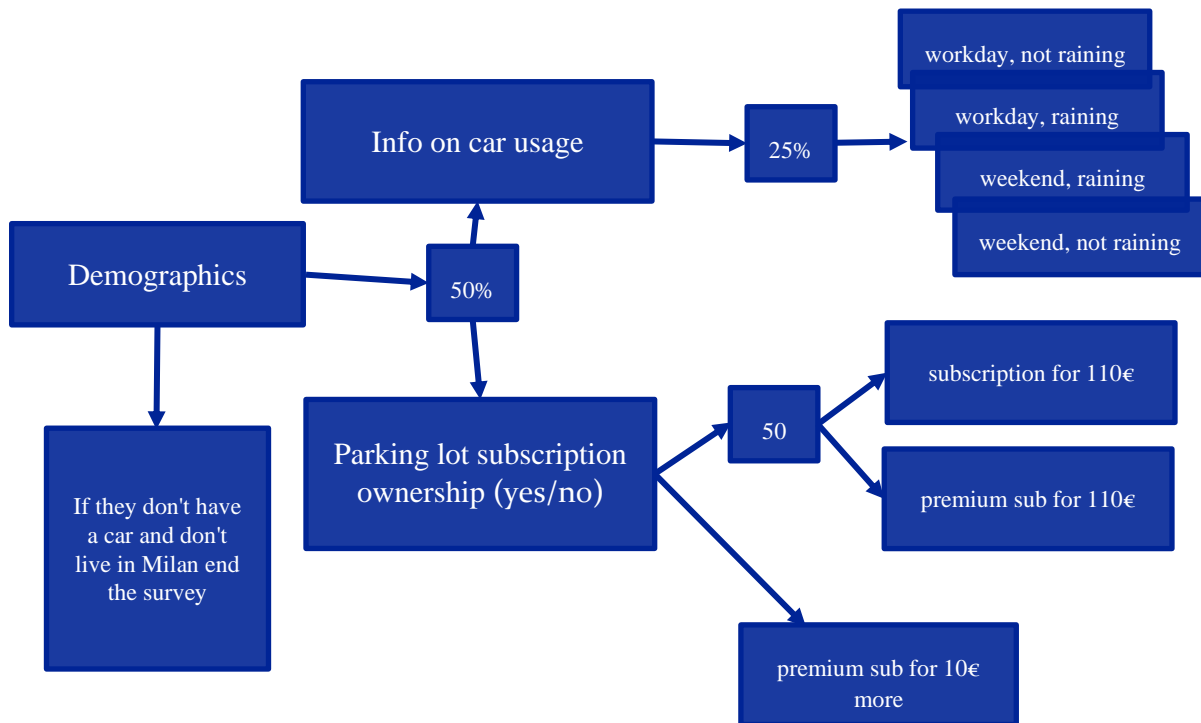 workday, not raining
workday, raining
Info on car usage
25%
weekend, raining
weekend, not raining
Demographics
50%
subscription for 110€
50
Parking lot subscription
ownership (yes/no)
premium sub for 110€
If they don't have
a car and don't
live in Milan end
the survey
premium sub for 10€
more